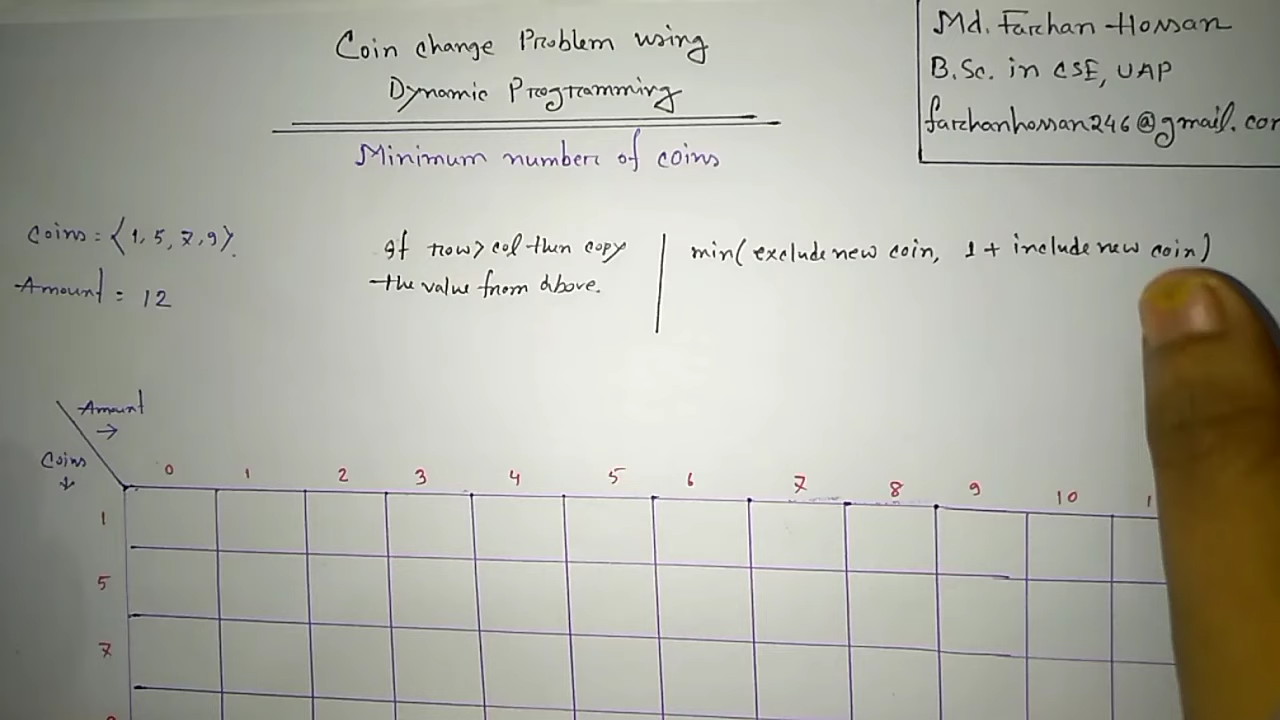 Coin change Problem using
Dynamic Programming
Minimum number of coins
Md. Farhan Hossan
B.Sc. in CSE, UAP
farhanhossan246@gmail.com
Coins = {1, 5, 7, 9}.
Amount = 12
If row > col then copy
the value from above.
min(exclude new coin, 1 + include new coin)
Amount →
Coins ↓
0 1 2 3 4 5 6 7 8 9 10
1
5
7